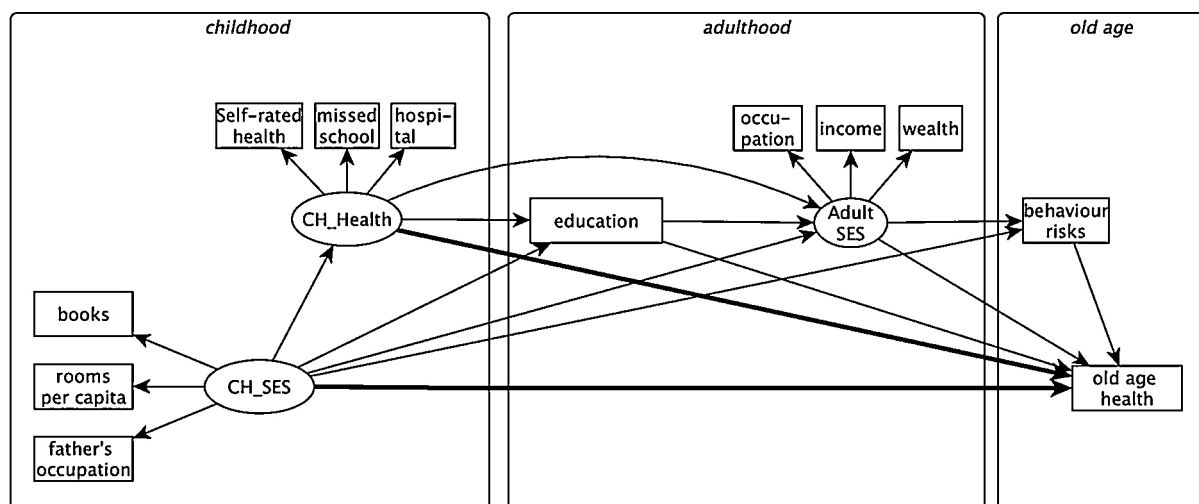 childhood
adulthood
old age
Self-rated
health
missed
school
hospi-
tal
occu-
pation
income
wealth
CH_Health
education
Adult
SES
behaviour
risks
books
rooms
per capita
CH_SES
old age
health
father's
occupation